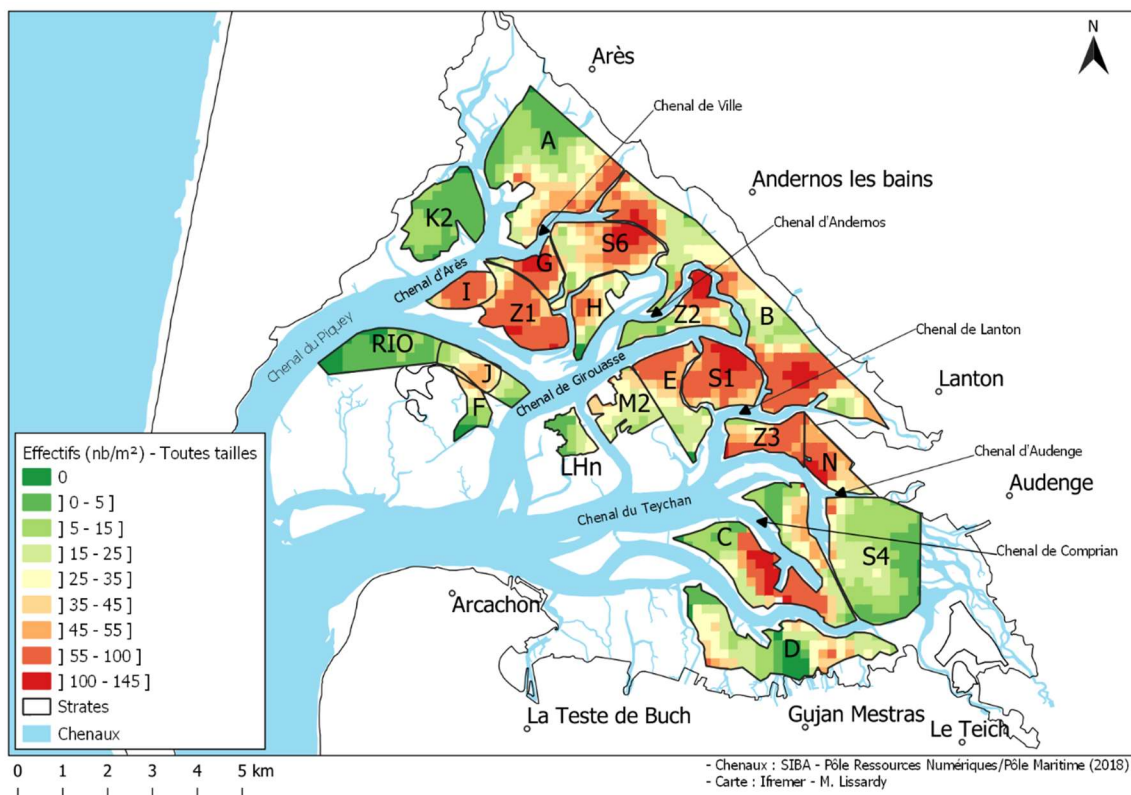 N
Arès
Chenal de Ville
A
Andernos les bains
K2
Chenal d'Andernos
S6
G
Chenal d'Arès
I
Z1
H
Z2
B
Chenal de Lanton
Chenal du Piquey
RIO
J
Chenal de Girouasse
E
S1
Lanton
F
M2
Z3
Chenal d'Audenge
LHn
N
Audenge
Chenal du Teychan
C
Chenal de Comprian
S4
Arcachon
D
La Teste de Buch
Gujan Mestras
Le Teich
Effectifs (nb/m²) - Toutes tailles
0
] 0 - 5 ]
] 5 - 15 ]
] 15 - 25 ]
] 25 - 35 ]
] 35 - 45 ]
] 45 - 55 ]
] 55 - 100 ]
] 100 - 145 ]
Strates
Chenaux
0 1 2 3 4 5 km
- Chenaux : SIBA - Pôle Ressources Numériques/Pôle Maritime (2018)
- Carte : Ifremer - M. Lissardy